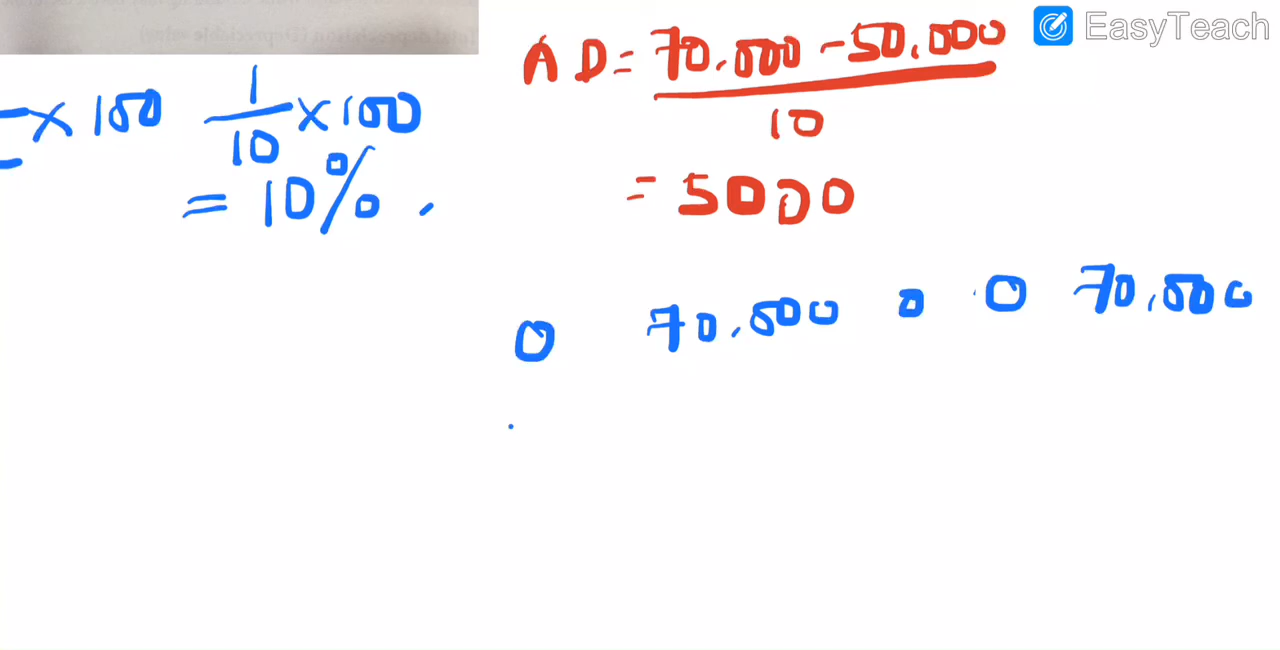 EasyTeach
AD = 70,000 - 50,000
10
= 5000
x 100 1/10 x 100
= 10%.
0 70,000 0 0 70,000